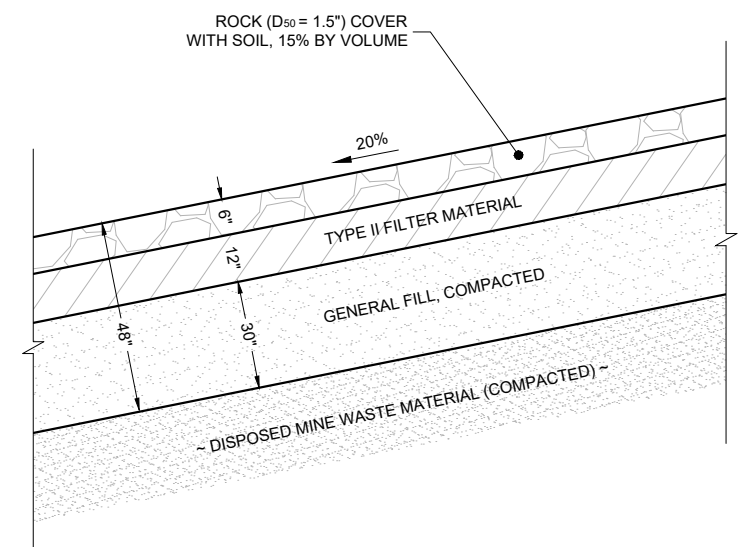 ROCK (D₅₀ = 1.5") COVER
WITH SOIL, 15% BY VOLUME
20%
6"
TYPE II FILTER MATERIAL
12"
GENERAL FILL, COMPACTED
48"
30"
~ DISPOSED MINE WASTE MATERIAL (COMPACTED) ~